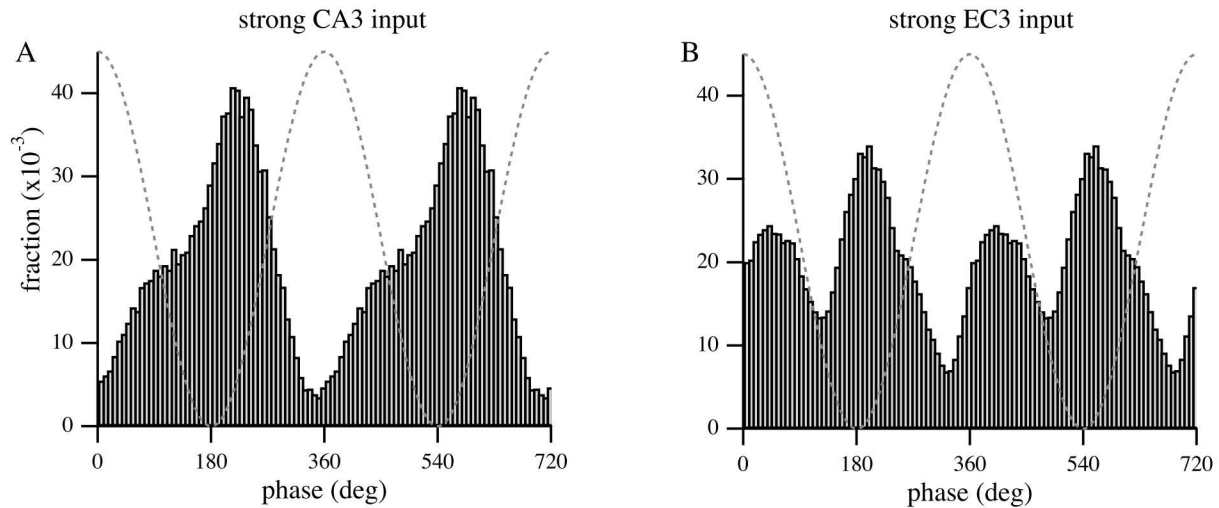 strong CA3 input
A
fraction (x10-3)
40
30
20
10
0
0 180 360 540 720
phase (deg)
strong EC3 input
B
40
30
20
10
0
0 180 360 540 720
phase (deg)